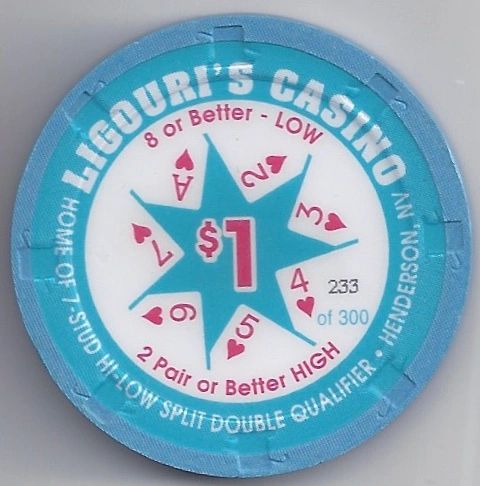 LIGOURI'S CASINO
8 or Better - LOW
A
2
3
4
5
6
7
$1
233
of 300
2 Pair or Better HIGH
HOME OF 7-STUD HI-LOW SPLIT DOUBLE QUALIFIER • HENDERSON, NV